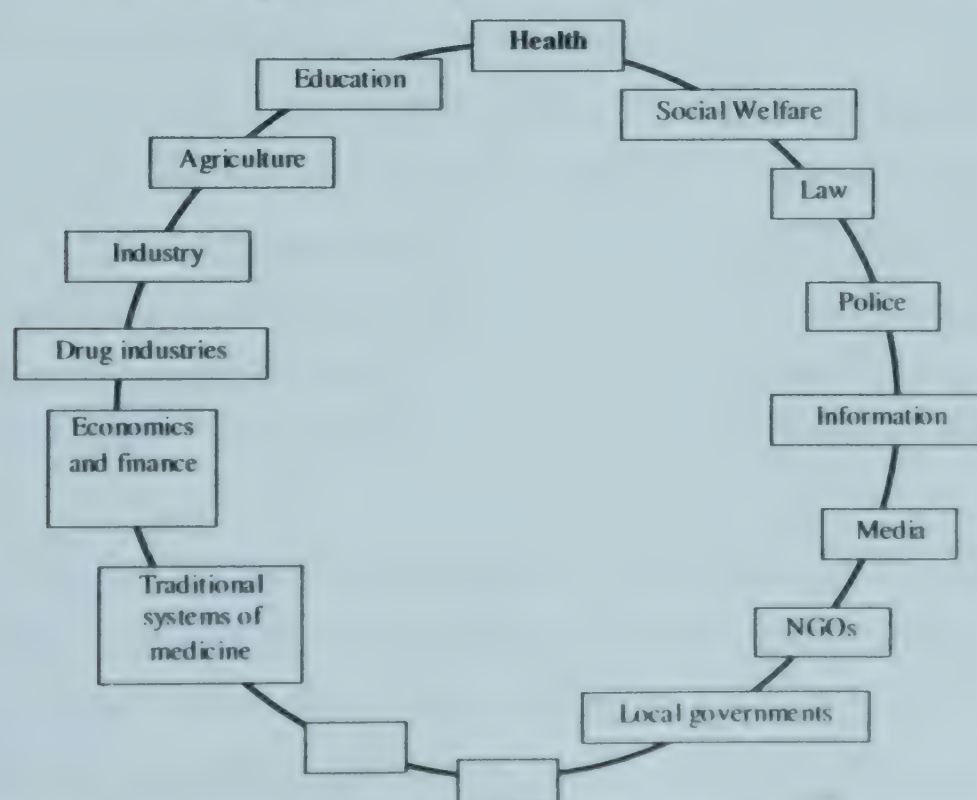 Health
Education
Social Welfare
Agriculture
Law
Industry
Police
Drug industries
Information
Economics
and finance
Media
Traditional
systems of
medicine
NGOs
Local governments